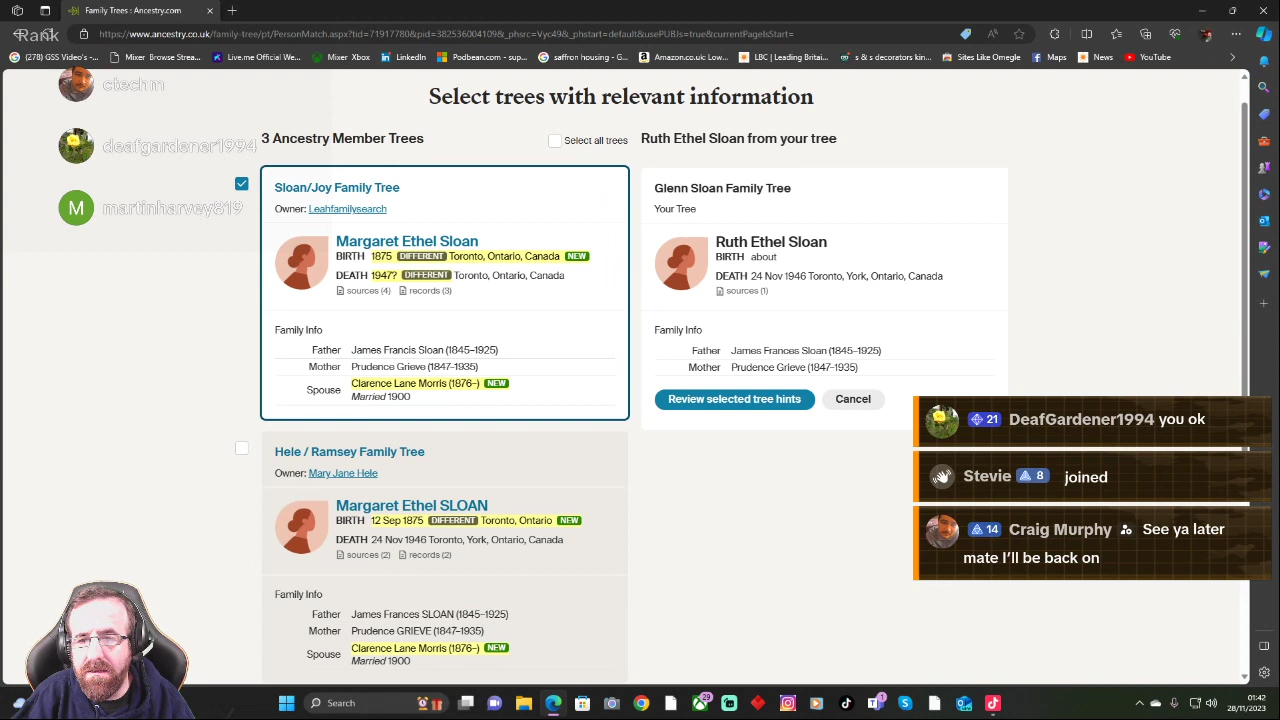 Family Trees : Ancestry.com
Rank
https://www.ancestry.co.uk/family-tree/pt/PersonMatch.aspx?tid=71917780&pid=382536004109&_phsrc=Vyc49&_phstart=default&usePUBJs=true&currentPageIsStart=
(278) GSS Video's -... Mixer Browse Strea... Live.me Official We... Mixer Xbox LinkedIn Podbean.com - sup... saffron housing - G... Amazon.co.uk: Low... s & s decorators kin... LBC | Leading Britai... Sites Like Omegle Maps News YouTube
ctechm
deafgardener1994
martinharvey819
Select trees with relevant information
3 Ancestry Member Trees
Select all trees
Ruth Ethel Sloan from your tree
Sloan/Joy Family Tree
Owner: Leahfamilysearch
Margaret Ethel Sloan
BIRTH 1875 DIFFERENT Toronto, Ontario, Canada NEW
DEATH 1947? DIFFERENT Toronto, Ontario, Canada
sources (4) records (3)
Family Info
Father James Francis Sloan (1845–1925)
Mother Prudence Grieve (1847–1935)
Spouse Clarence Lane Morris (1876–) NEW
Married 1900
Glenn Sloan Family Tree
Your Tree
Ruth Ethel Sloan
BIRTH about
DEATH 24 Nov 1946 Toronto, York, Ontario, Canada
sources (1)
Family Info
Father James Frances Sloan (1845–1925)
Mother Prudence Grieve (1847–1935)
Review selected tree hints
Cancel
Hele / Ramsey Family Tree
Owner: Mary Jane Hele
Margaret Ethel SLOAN
BIRTH 12 Sep 1875 DIFFERENT Toronto, Ontario NEW
DEATH 24 Nov 1946 Toronto, York, Ontario, Canada
sources (2) records (2)
Family Info
Father James Frances SLOAN (1845–1925)
Mother Prudence GRIEVE (1847–1935)
Spouse Clarence Lane Morris (1876–) NEW
Married 1900
21 DeafGardener1994 you ok
Stevie 8 joined
14 Craig Murphy See ya later
mate I'll be back on
M
Search
29
1
01:42
28/11/2023